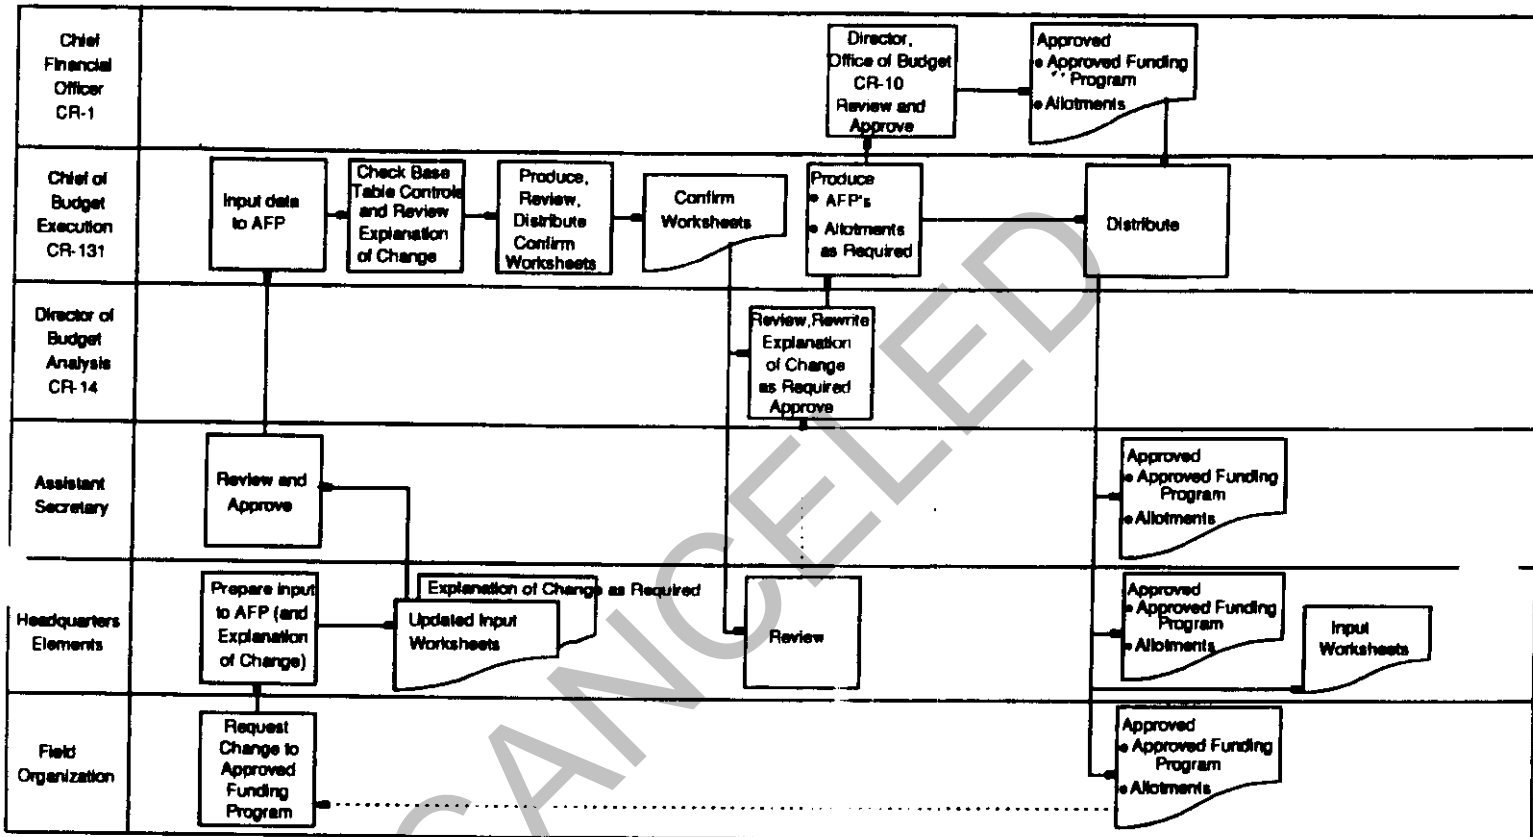 Chief
Financial
Officer
CR-1
Director,
Office of Budget
CR-10
Review and
Approve
Approved
• Approved Funding
Program
• Allotments
Chief of
Budget
Execution
CR-131
Input data
to AFP
Check Base
Table Controls
and Review
Explanation
of Change
Produce,
Review,
Distribute
Confirm
Worksheets
Confirm
Worksheets
Produce
• AFP's
• Allotments
as Required
Distribute
Director of
Budget
Analysis
CR-14
Review, Rewrite
Explanation
of Change
as Required
Approve
Assistant
Secretary
Review and
Approve
Approved
• Approved Funding
Program
• Allotments
Headquarters
Elements
Prepare input
to AFP (and
Explanation
of Change)
Explanation of Change as Required
Updated Input
Worksheets
Review
Approved
• Approved Funding
Program
• Allotments
Input
Worksheets
Field
Organization
Request
Change to
Approved
Funding
Program
Approved
• Approved Funding
Program
• Allotments
CANCELED